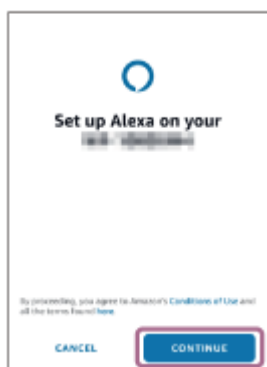 Set up Alexa on your
By proceeding, you agree to Amazon's Conditions of Use and
all the terms found here.
CANCEL
CONTINUE